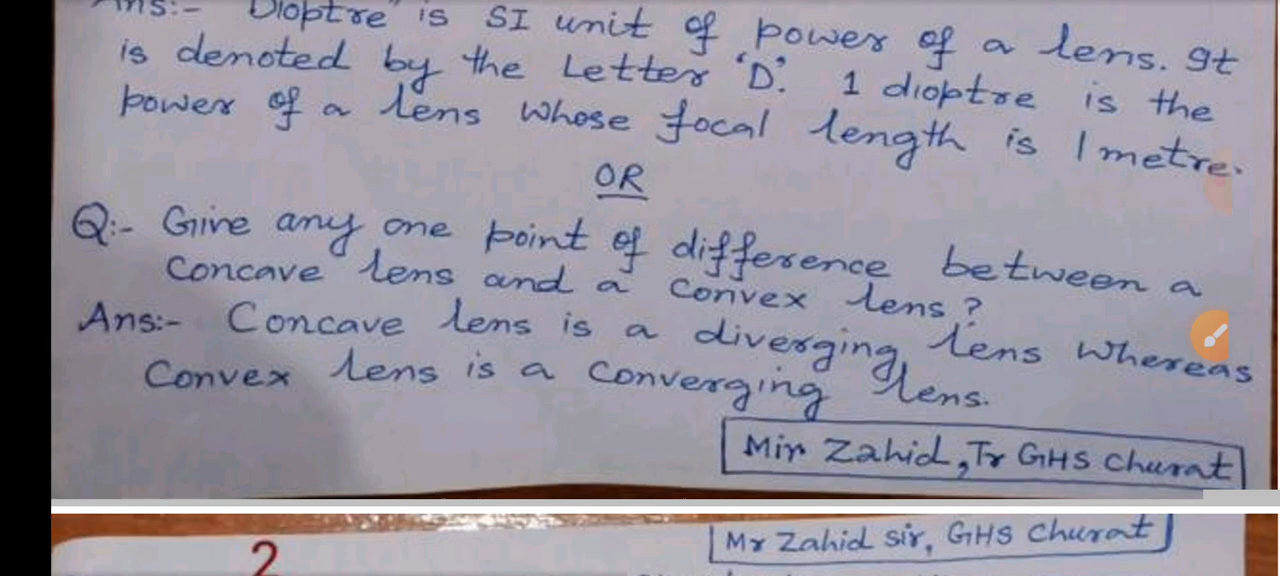 Ans:- "Dioptre" is SI unit of power of a lens. It
is denoted by the Letter 'D'. 1 dioptre is the
power of a lens whose focal length is 1 metre.
OR
Q:- Give any one point of difference between a
Concave lens and a convex lens?
Ans:- Concave lens is a diverging lens whereas
Convex lens is a converging lens.
Mir Zahid, Tr GHS Churat
Mr Zahid sir, GHS Churat
2